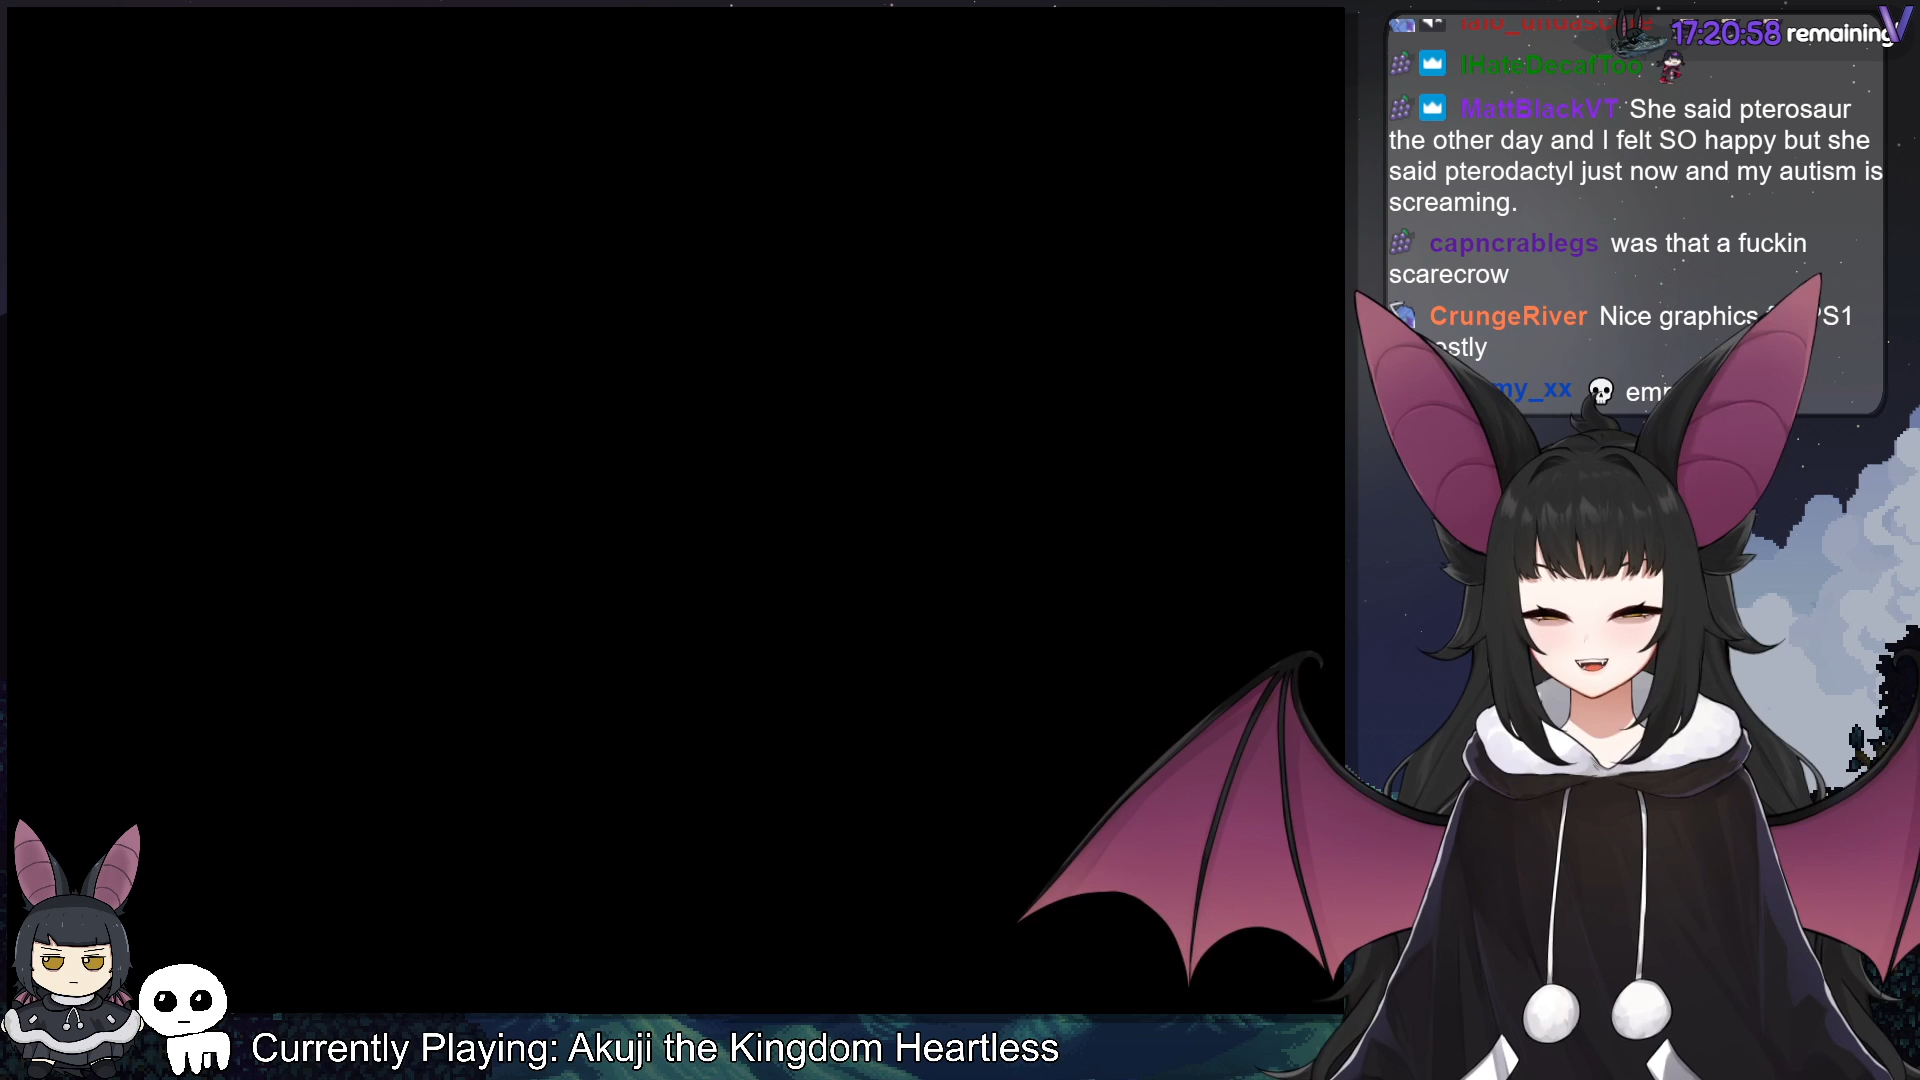 17:20:58 remaining
IHateDecafToo
MattBlackVT She said pterosaur
the other day and I felt SO happy but she
said pterodactyl just now and my autism is
screaming.
capncrablegs was that a fuckin
scarecrow
CrungeRiver Nice graphics
Currently Playing: Akuji the Kingdom Heartless